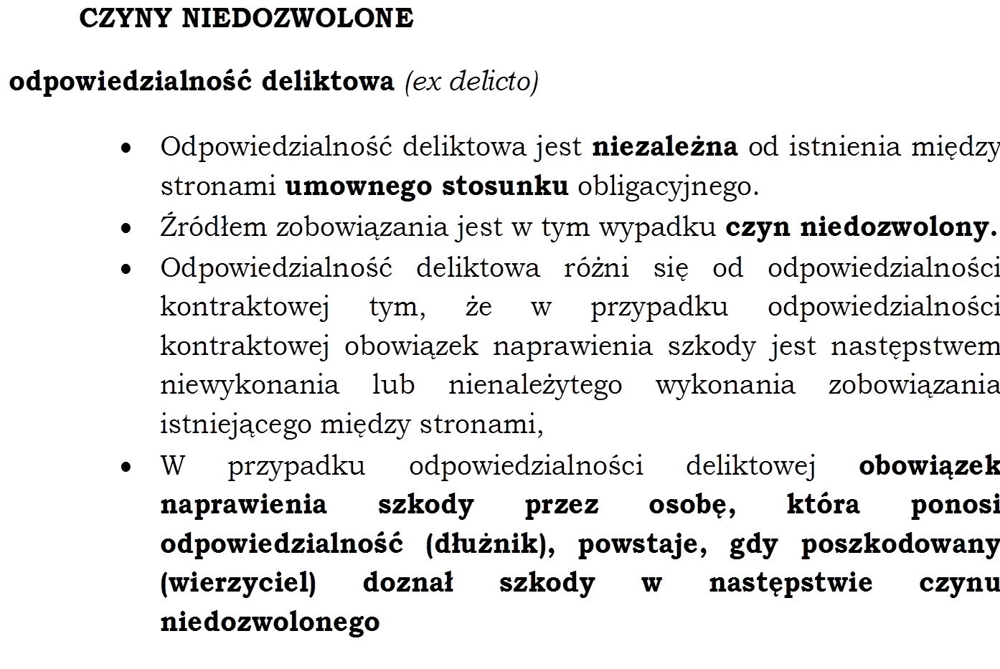 CZYNY NIEDOZWOLONE
odpowiedzialność deliktowa (ex delicto)
• Odpowiedzialność deliktowa jest niezależna od istnienia między
stronami umownego stosunku obligacyjnego.
• Źródłem zobowiązania jest w tym wypadku czyn niedozwolony.
• Odpowiedzialność deliktowa różni się od odpowiedzialności
kontraktowej tym, że w przypadku odpowiedzialności
kontraktowej obowiązek naprawienia szkody jest następstwem
niewykonania lub nienależytego wykonania zobowiązania
istniejącego między stronami,
• W przypadku odpowiedzialności deliktowej obowiązek
naprawienia szkody przez osobę, która ponosi
odpowiedzialność (dłużnik), powstaje, gdy poszkodowany
(wierzyciel) doznał szkody w następstwie czynu
niedozwolonego